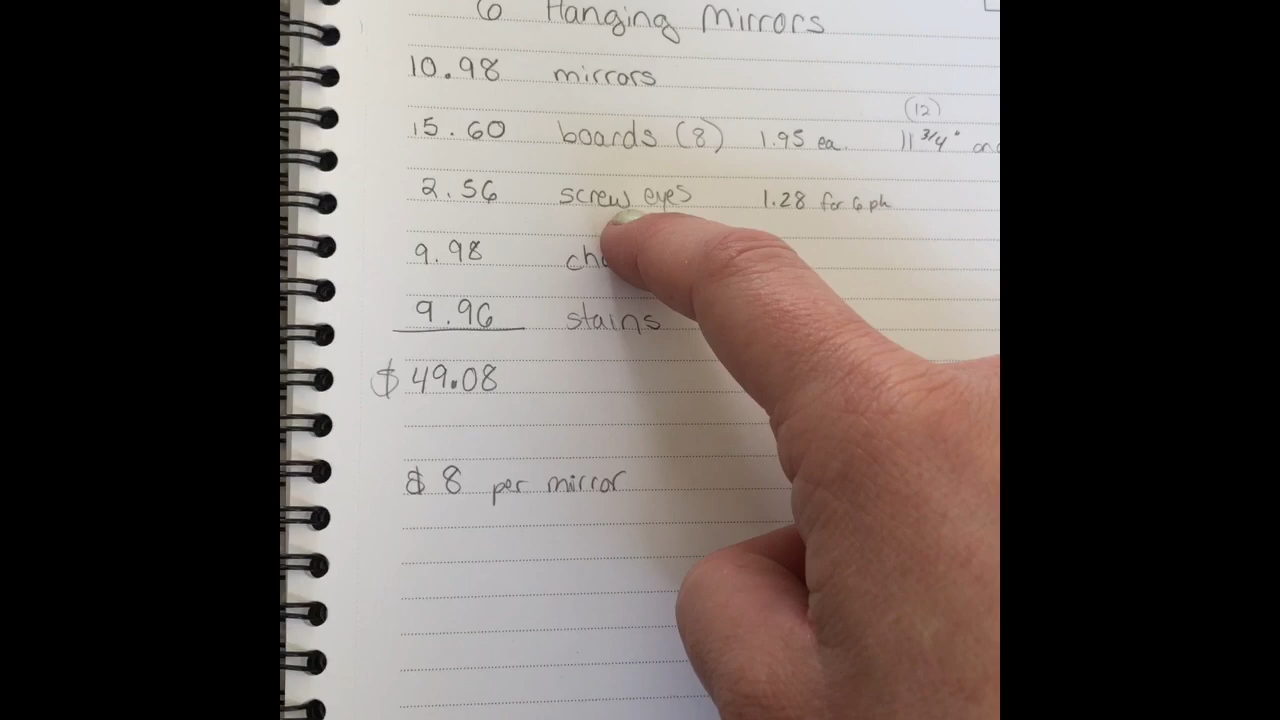 6 Hanging Mirrors
10.98 mirrors
(12)
15.60 boards (8) 1.95 ea. 11 3/4"
2.56 screw eyes 1.28 for 6 pk
9.98
9.96 stains
$ 49.08
$ 8 per mirror